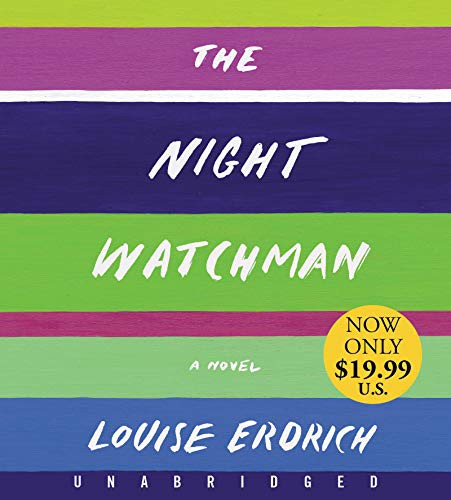 THE
NIGHT
WATCHMAN
A NOVEL
NOW
ONLY
$19.99
U.S.
LOUISE ERDRICH
UNABRIDGED